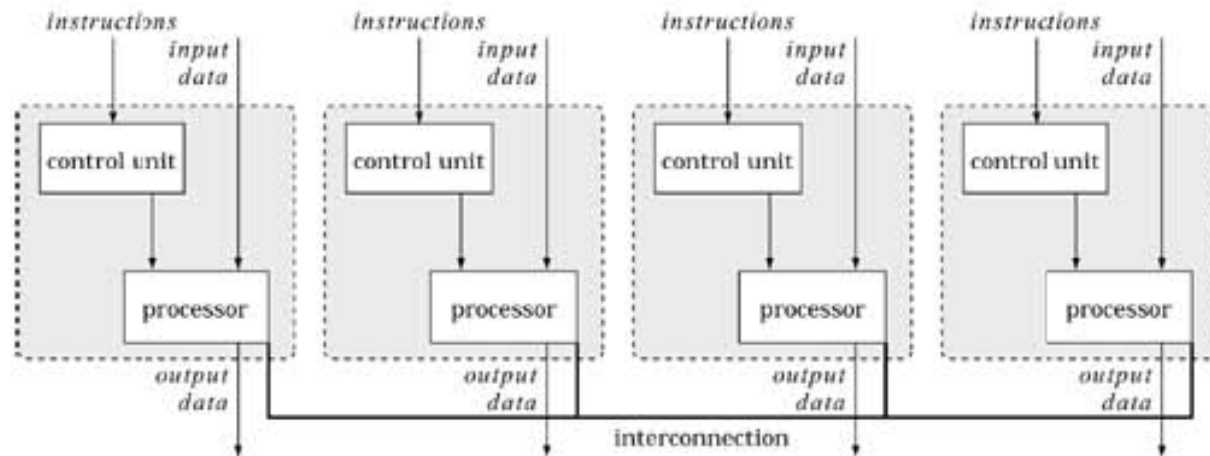 instructions instructions instructions instructions
input input input input
data data data data
control unit control unit control unit control unit
processor processor processor processor
output output output output
data data data data
interconnection